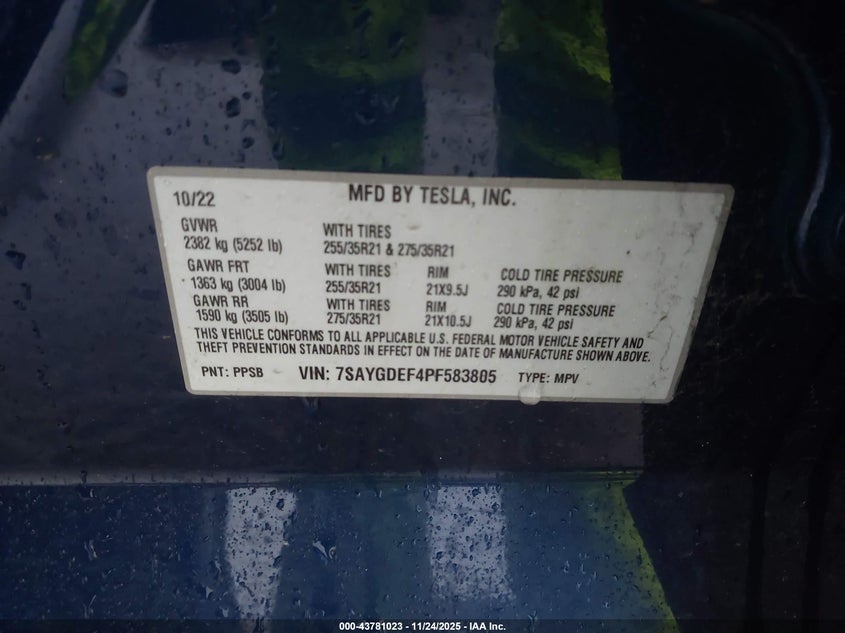 10/22 MFD BY TESLA, INC.
GVWR WITH TIRES
2382 kg (5252 lb) 255/35R21 & 275/35R21
GAWR FRT WITH TIRES RIM COLD TIRE PRESSURE
1363 kg (3004 lb) 255/35R21 21X9.5J 290 kPa, 42 psi
GAWR RR WITH TIRES RIM COLD TIRE PRESSURE
1590 kg (3505 lb) 275/35R21 21X10.5J 290 kPa, 42 psi
THIS VEHICLE CONFORMS TO ALL APPLICABLE U.S. FEDERAL MOTOR VEHICLE SAFETY AND
THEFT PREVENTION STANDARDS IN EFFECT ON THE DATE OF MANUFACTURE SHOWN ABOVE.
PNT: PPSB VIN: 7SAYGDEF4PF583805 TYPE: MPV
000-43781023 - 11/24/2025 - IAA Inc.